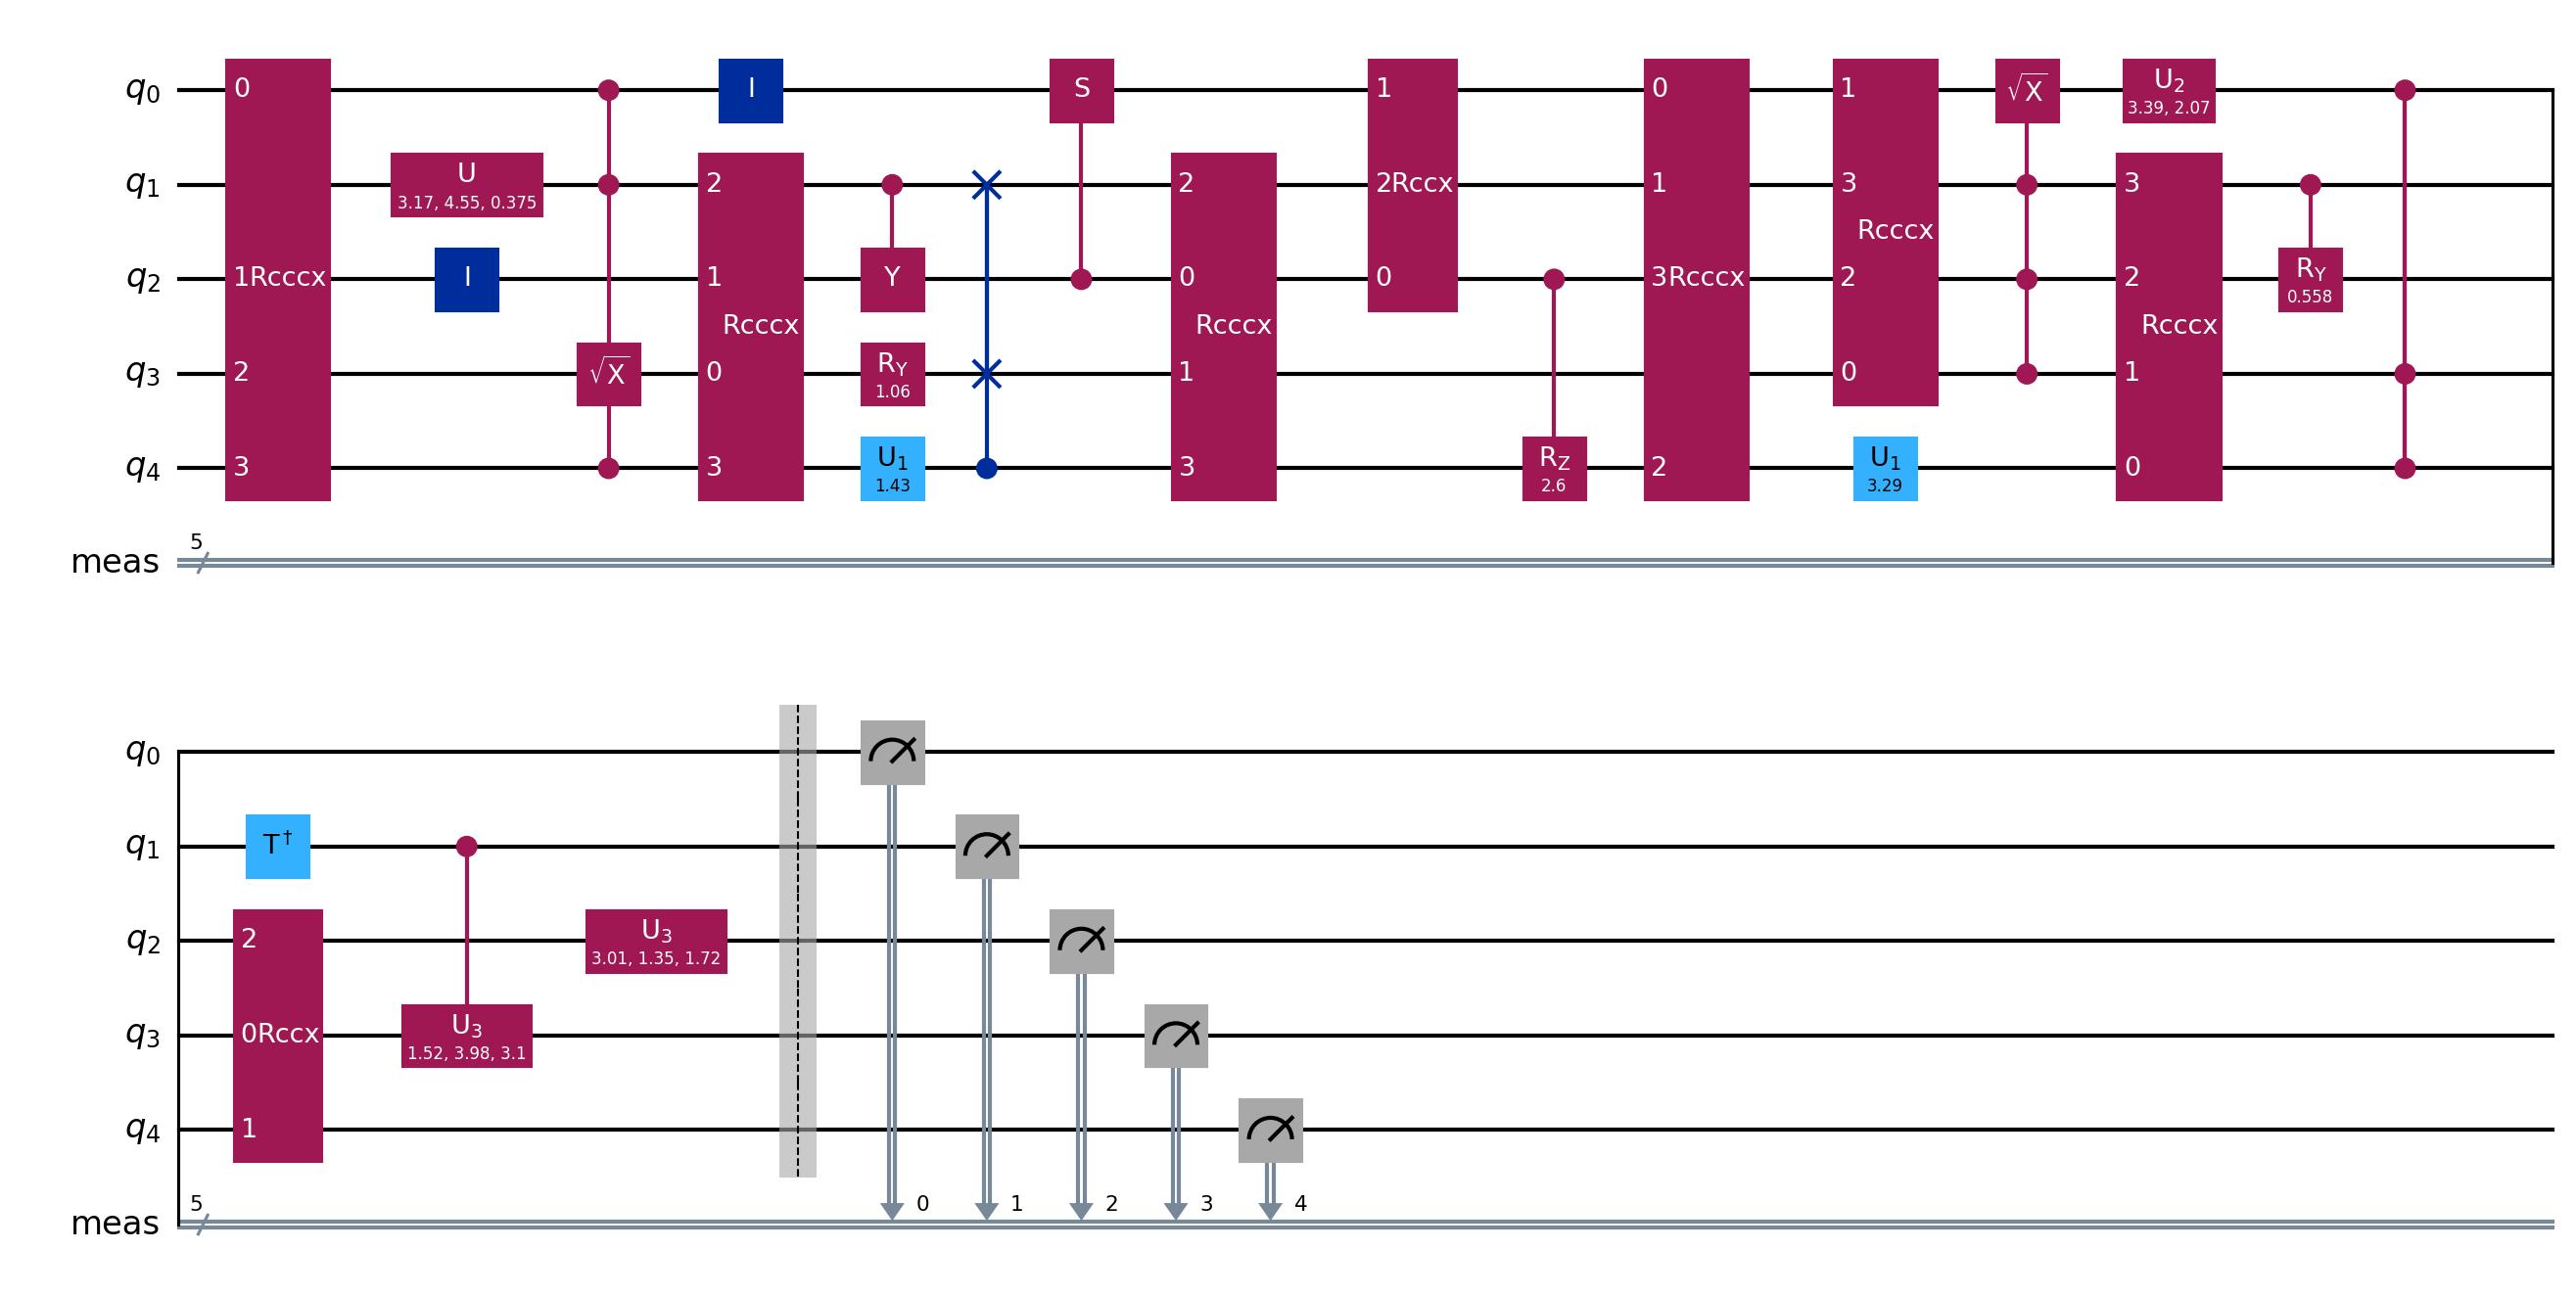 q0 0 I S 1 0 1 √X U2 3.39, 2.07
q1 U 3.17, 4.55, 0.375 2 2 2Rccx 1 3 3
Rcccx
q2 1Rcccx I 1 Y 0 0 3Rcccx 2 2 RY 0.558
Rcccx Rcccx Rcccx
q3 2 √X 0 RY 1.06 1 0 1
q4 3 3 U1 1.43 3 RZ 2.6 2 U1 3.29 0
meas 5
q0
q1 T†
q2 2 U3 3.01, 1.35, 1.72
q3 0Rccx U3 1.52, 3.98, 3.1
q4 1
meas 5 0 1 2 3 4